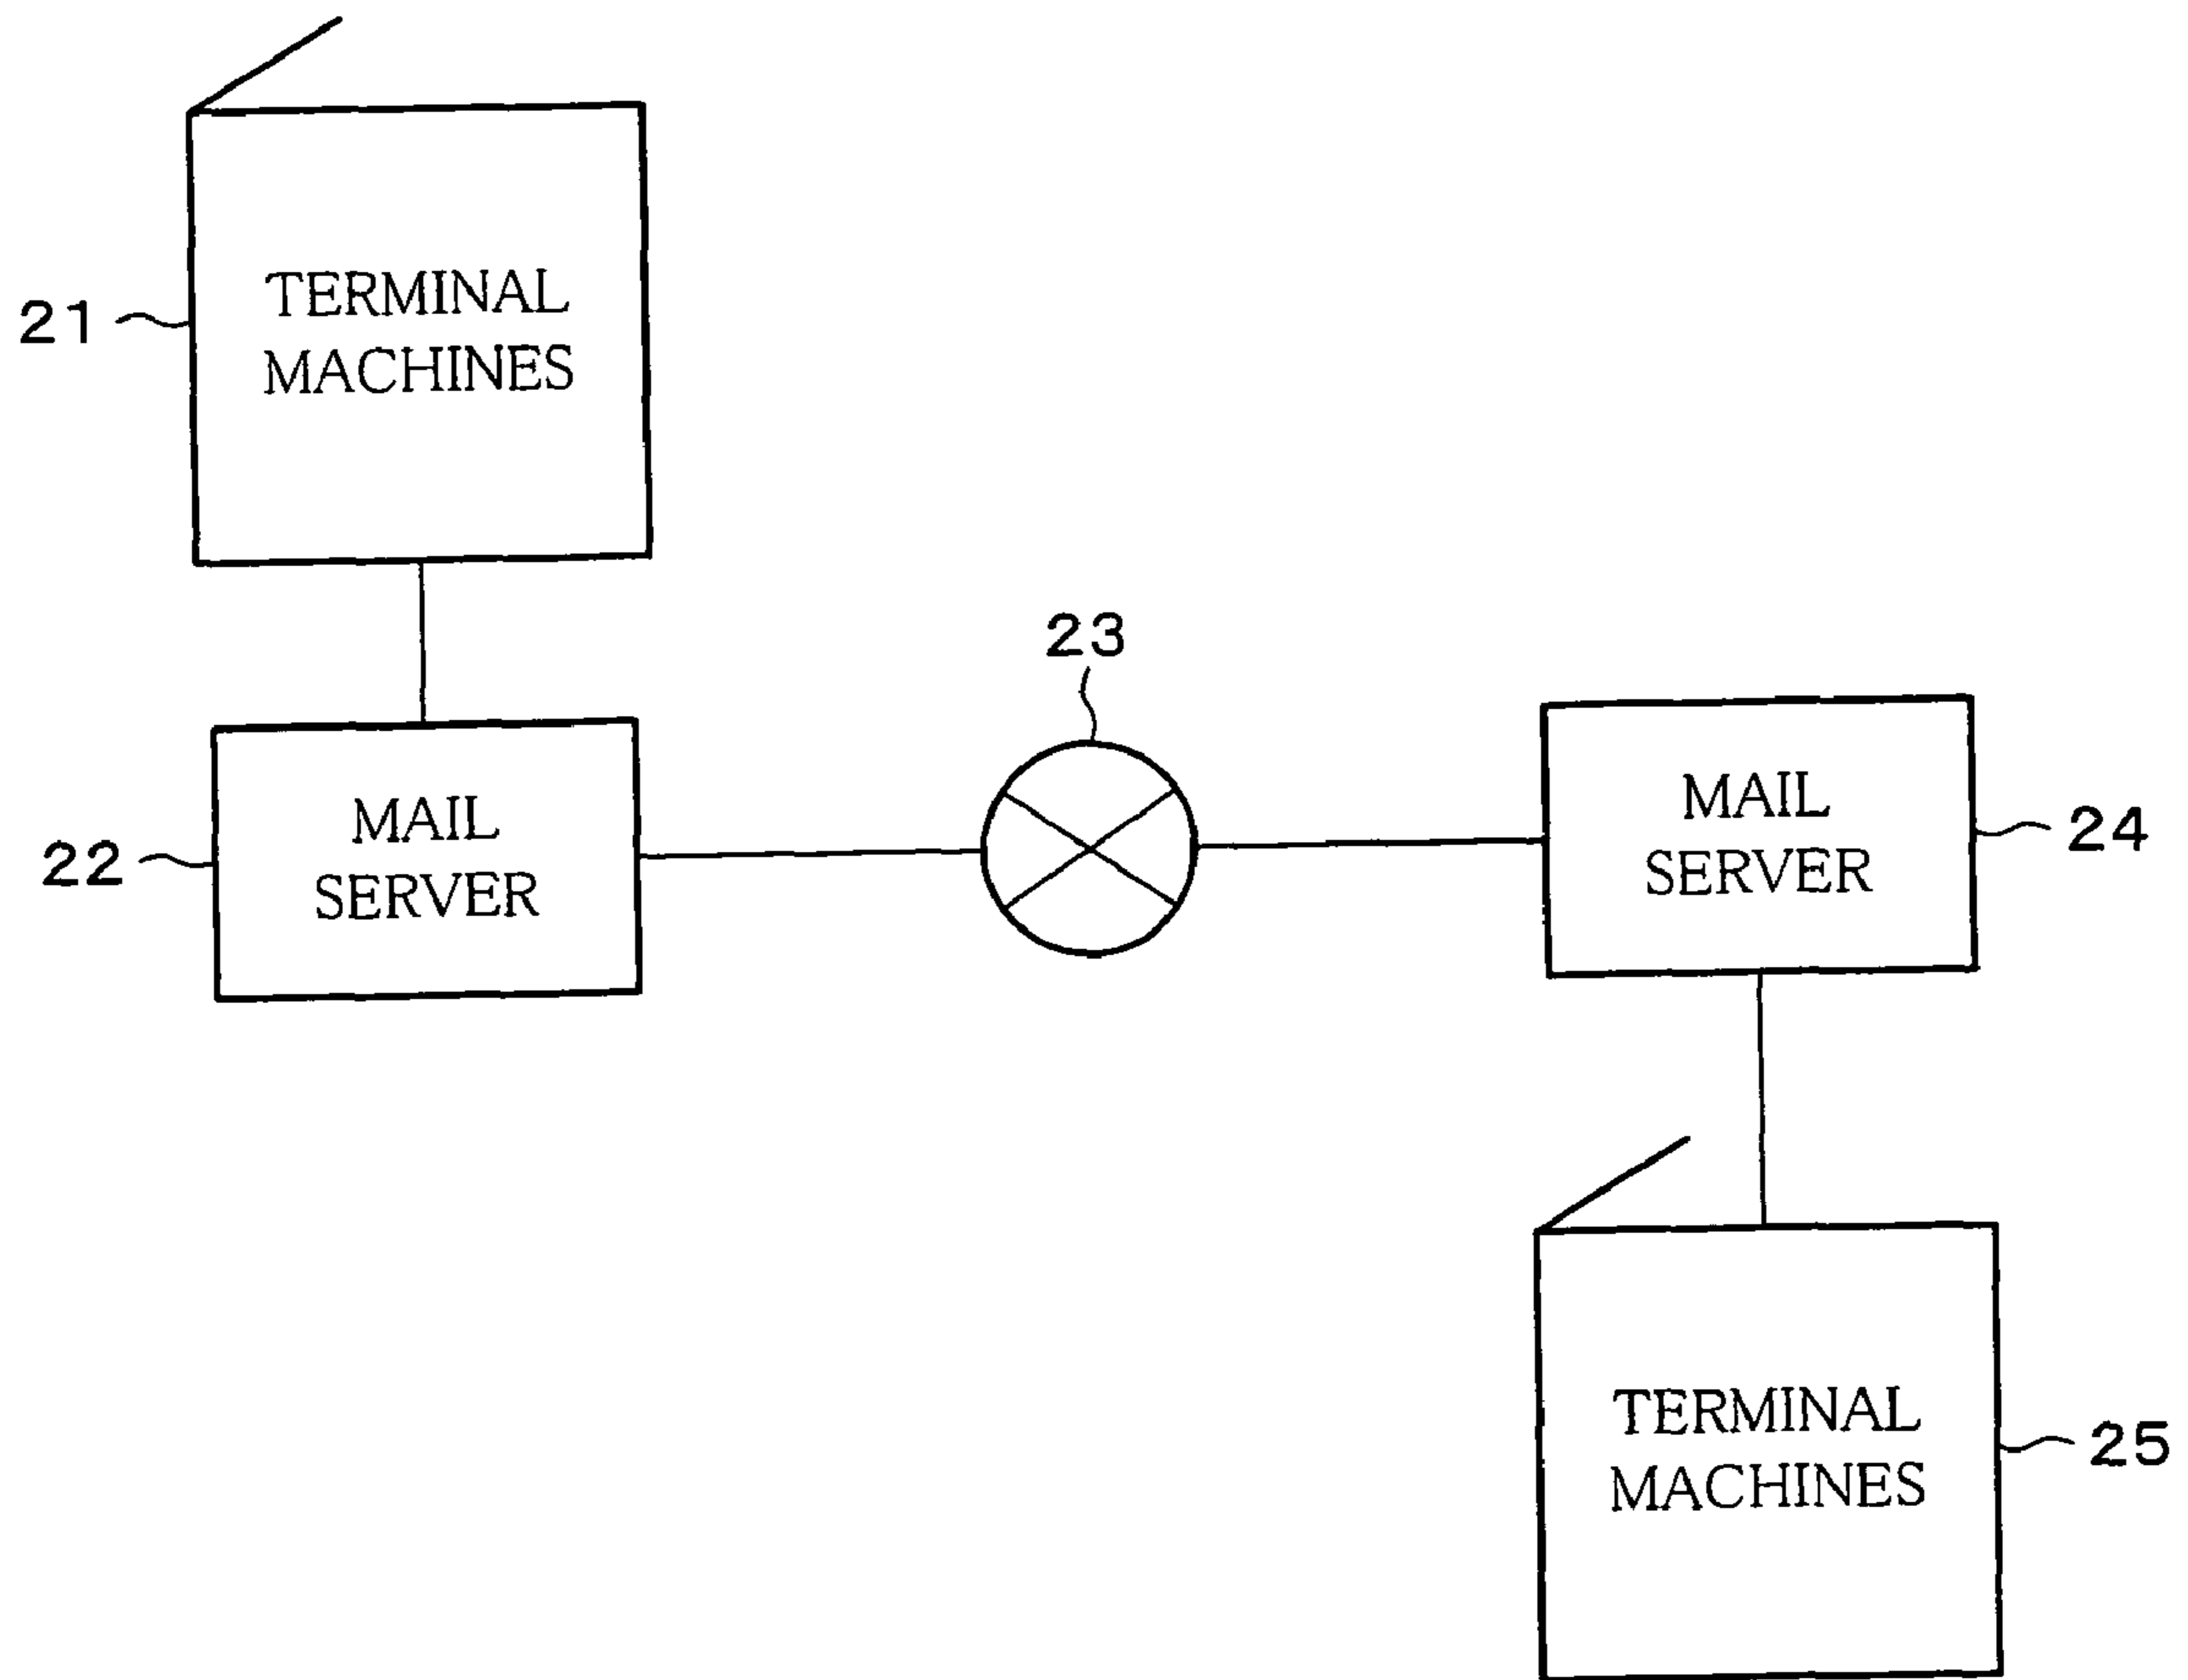 21
TERMINAL
MACHINES
23
22
MAIL
SERVER
MAIL
SERVER
24
TERMINAL
MACHINES
25